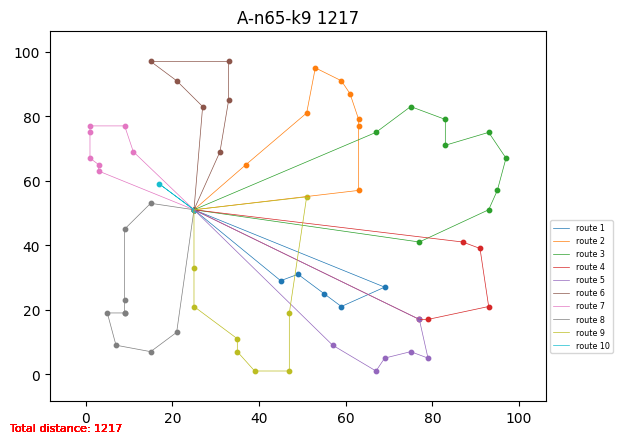 A-n65-k9 1217
100
80
60
40
20
0
0 20 40 60 80 100
route 1
route 2
route 3
route 4
route 5
route 6
route 7
route 8
route 9
route 10
Total distance: 1217